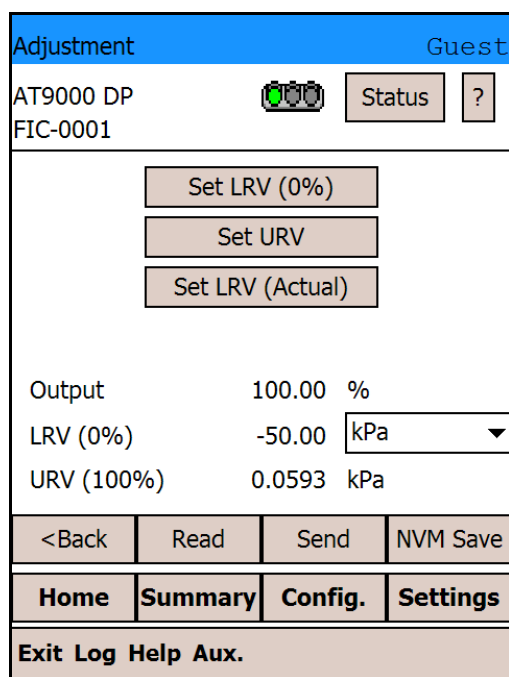 Adjustment Guest
AT9000 DP Status ?
FIC-0001
Set LRV (0%)
Set URV
Set LRV (Actual)
Output 100.00 %
LRV (0%) -50.00 kPa
URV (100%) 0.0593 kPa
<Back Read Send NVM Save
Home Summary Config. Settings
Exit Log Help Aux.